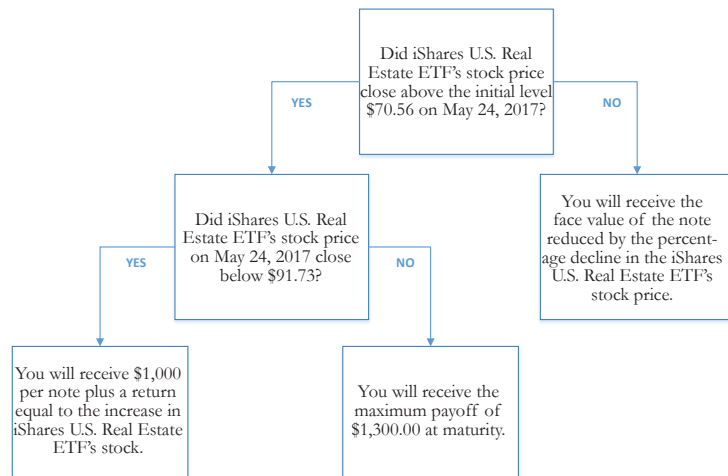 Did iShares U.S. Real
Estate ETF's stock price
close above the initial level
$70.56 on May 24, 2017?
YES
NO
Did iShares U.S. Real
Estate ETF's stock price
on May 24, 2017 close
below $91.73?
You will receive the
face value of the note
reduced by the percent-
age decline in the iShares
U.S. Real Estate ETF's
stock price.
YES
NO
You will receive $1,000
per note plus a return
equal to the increase in
iShares U.S. Real Estate
ETF's stock.
You will receive the
maximum payoff of
$1,300.00 at maturity.